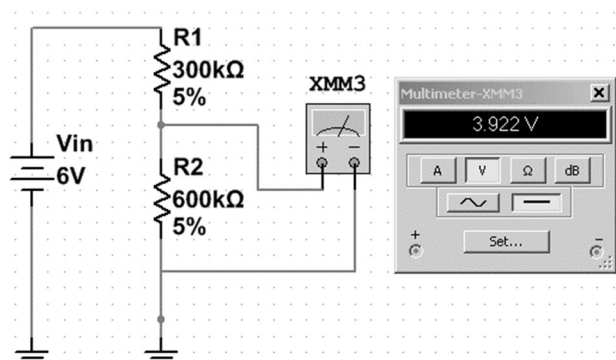 R1
300kΩ
5%
XMM3
+ −
Vin
6V
R2
600kΩ
5%
Multimeter-XMM3
3.922 V
A V Ω dB
Set...
+ −